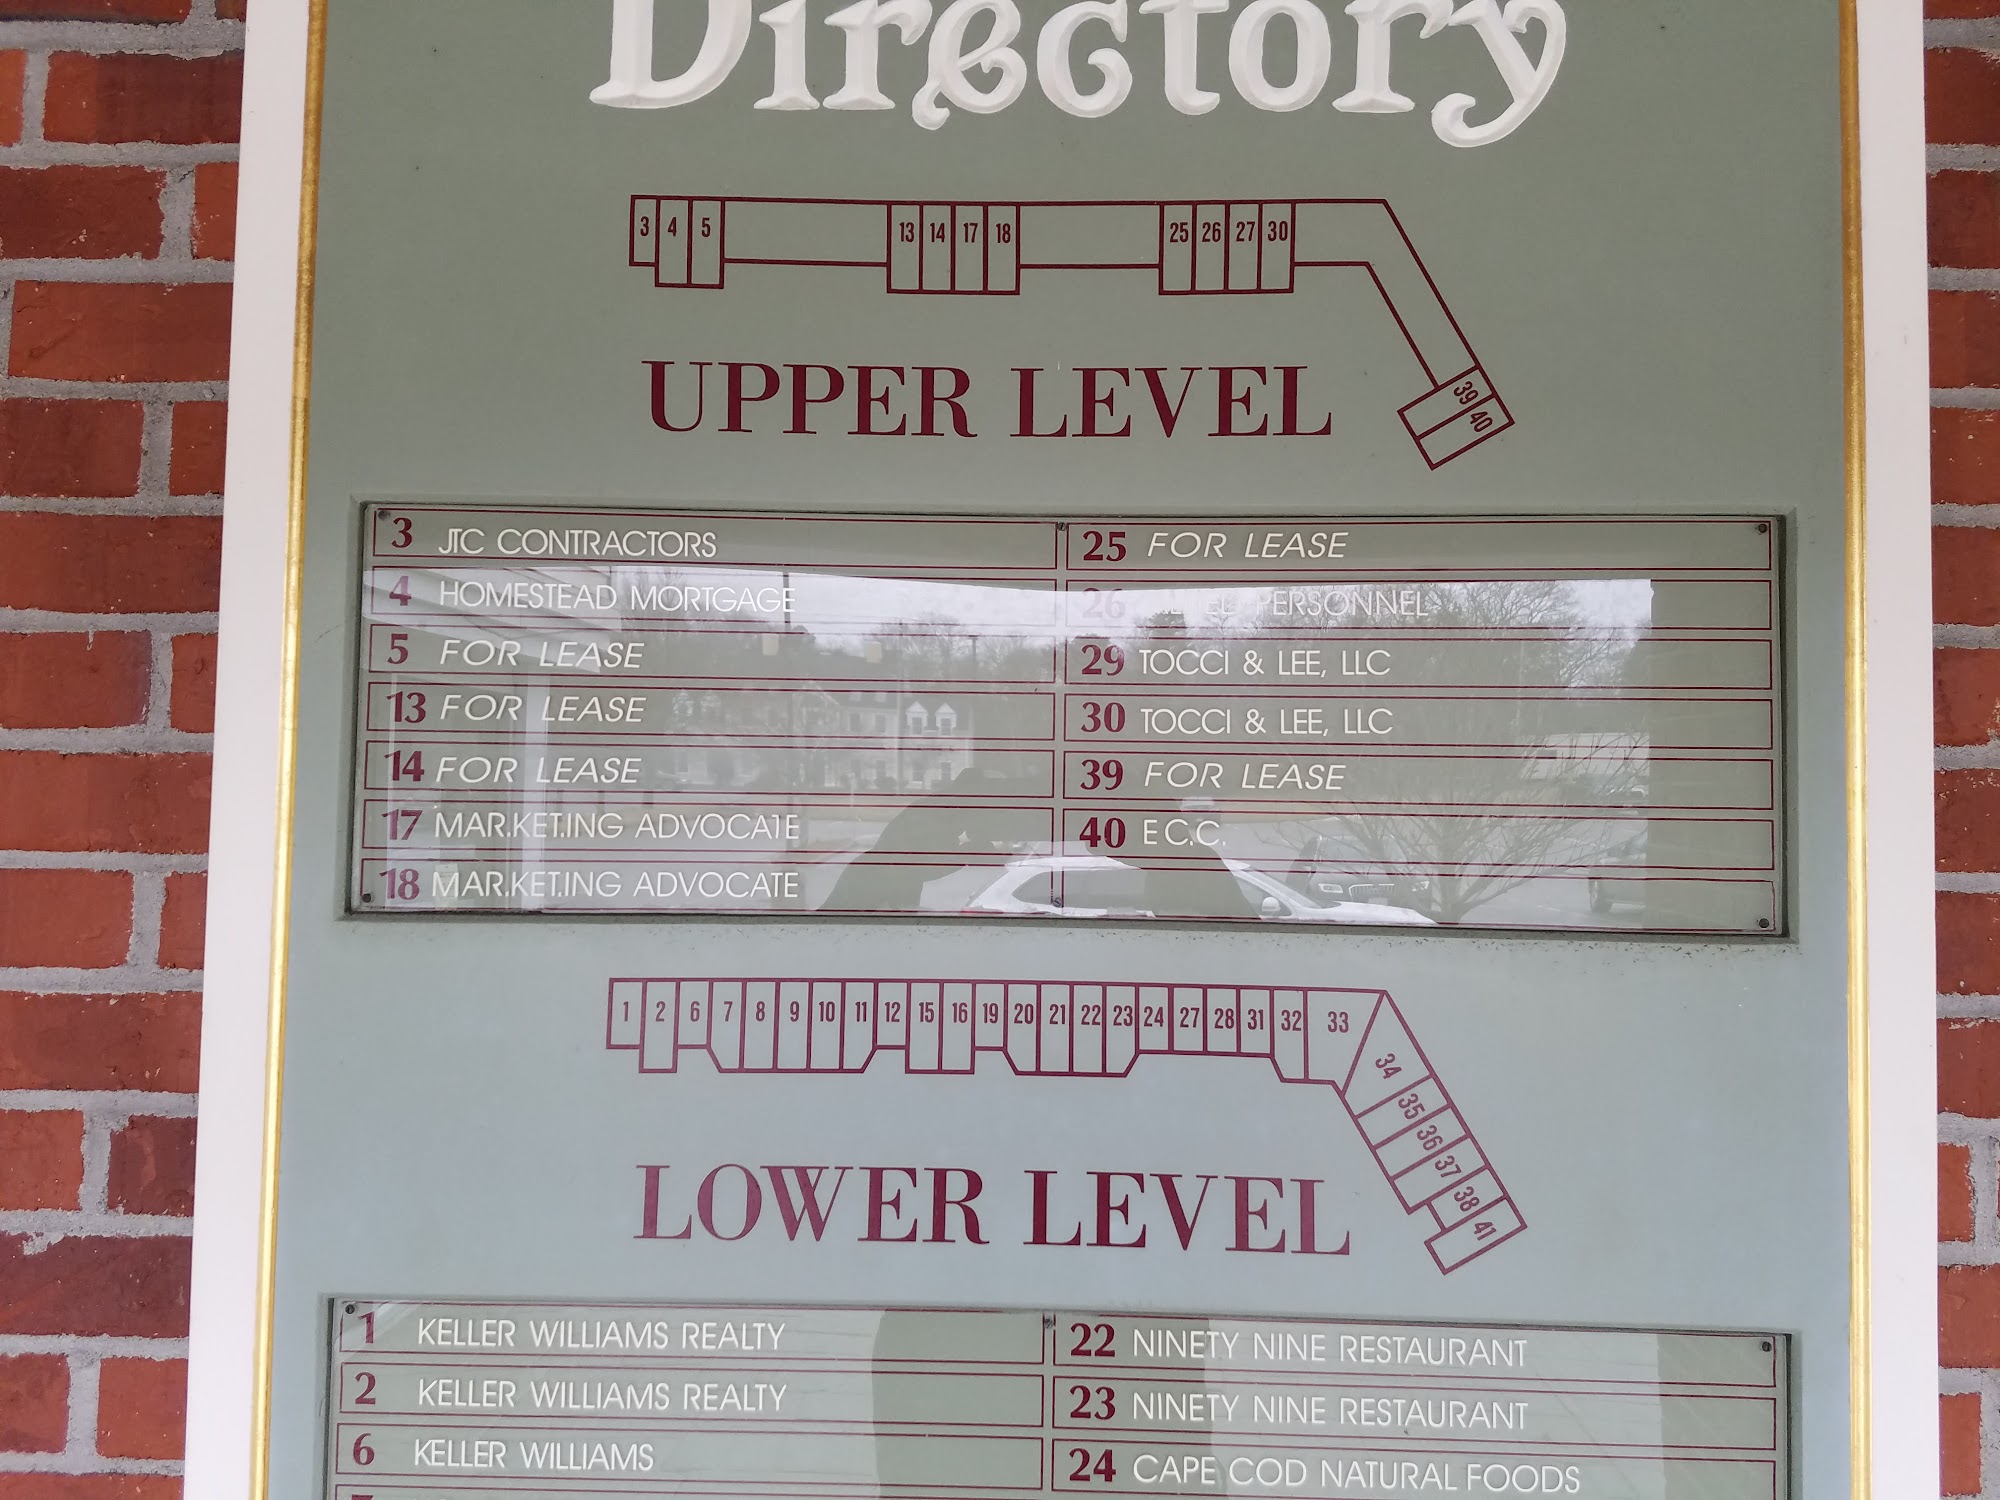 Directory
3 4 5 13 14 17 18 25 26 27 30
39
40
UPPER LEVEL
3 JTC CONTRACTORS
4 HOMESTEAD MORTGAGE
5 FOR LEASE
13 FOR LEASE
14 FOR LEASE
17 MAR.KET.ING ADVOCATE
18 MAR.KET.ING ADVOCATE
25 FOR LEASE
26 PERSONNEL
29 TOCCI & LEE, LLC
30 TOCCI & LEE, LLC
39 FOR LEASE
40 E.C.C.
1 2 6 7 8 9 10 11 12 15 16 19 20 21 22 23 24 27 28 31 32 33
34
35
36
37
38
41
LOWER LEVEL
1 KELLER WILLIAMS REALTY
2 KELLER WILLIAMS REALTY
6 KELLER WILLIAMS
22 NINETY NINE RESTAURANT
23 NINETY NINE RESTAURANT
24 CAPE COD NATURAL FOODS